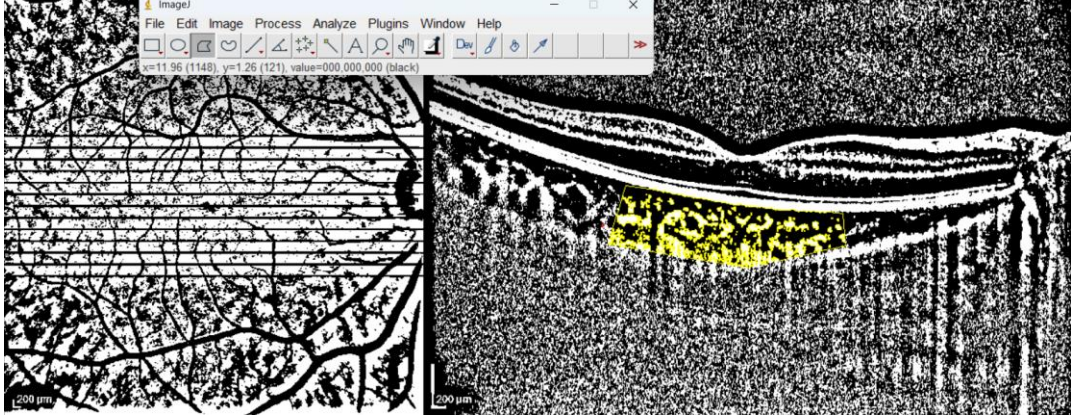 ImageJ
File Edit Image Process Analyze Plugins Window Help
Dev
x=11.96 (1148), y=1.26 (121), value=000,000,000 (black)
200 µm
200 µm